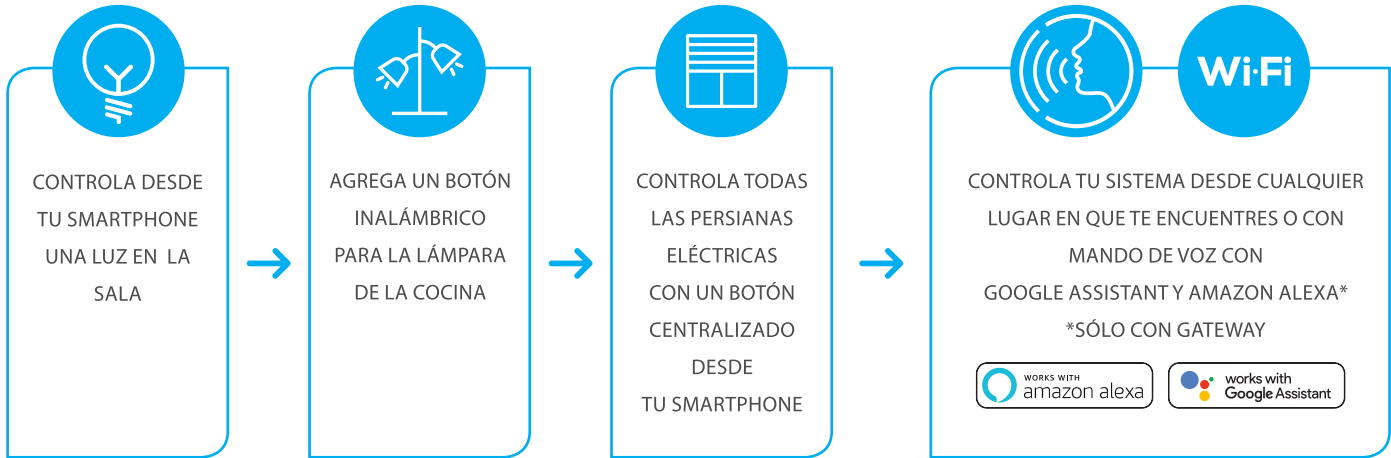 CONTROLA DESDE
TU SMARTPHONE
UNA LUZ EN LA
SALA
AGREGA UN BOTÓN
INALÁMBRICO
PARA LA LÁMPARA
DE LA COCINA
CONTROLA TODAS
LAS PERSIANAS
ELÉCTRICAS
CON UN BOTÓN
CENTRALIZADO
DESDE
TU SMARTPHONE
Wi-Fi
CONTROLA TU SISTEMA DESDE CUALQUIER
LUGAR EN QUE TE ENCUENTRES O CON
MANDO DE VOZ CON
GOOGLE ASSISTANT Y AMAZON ALEXA*
*SÓLO CON GATEWAY
WORKS WITH
amazon alexa
works with
Google Assistant